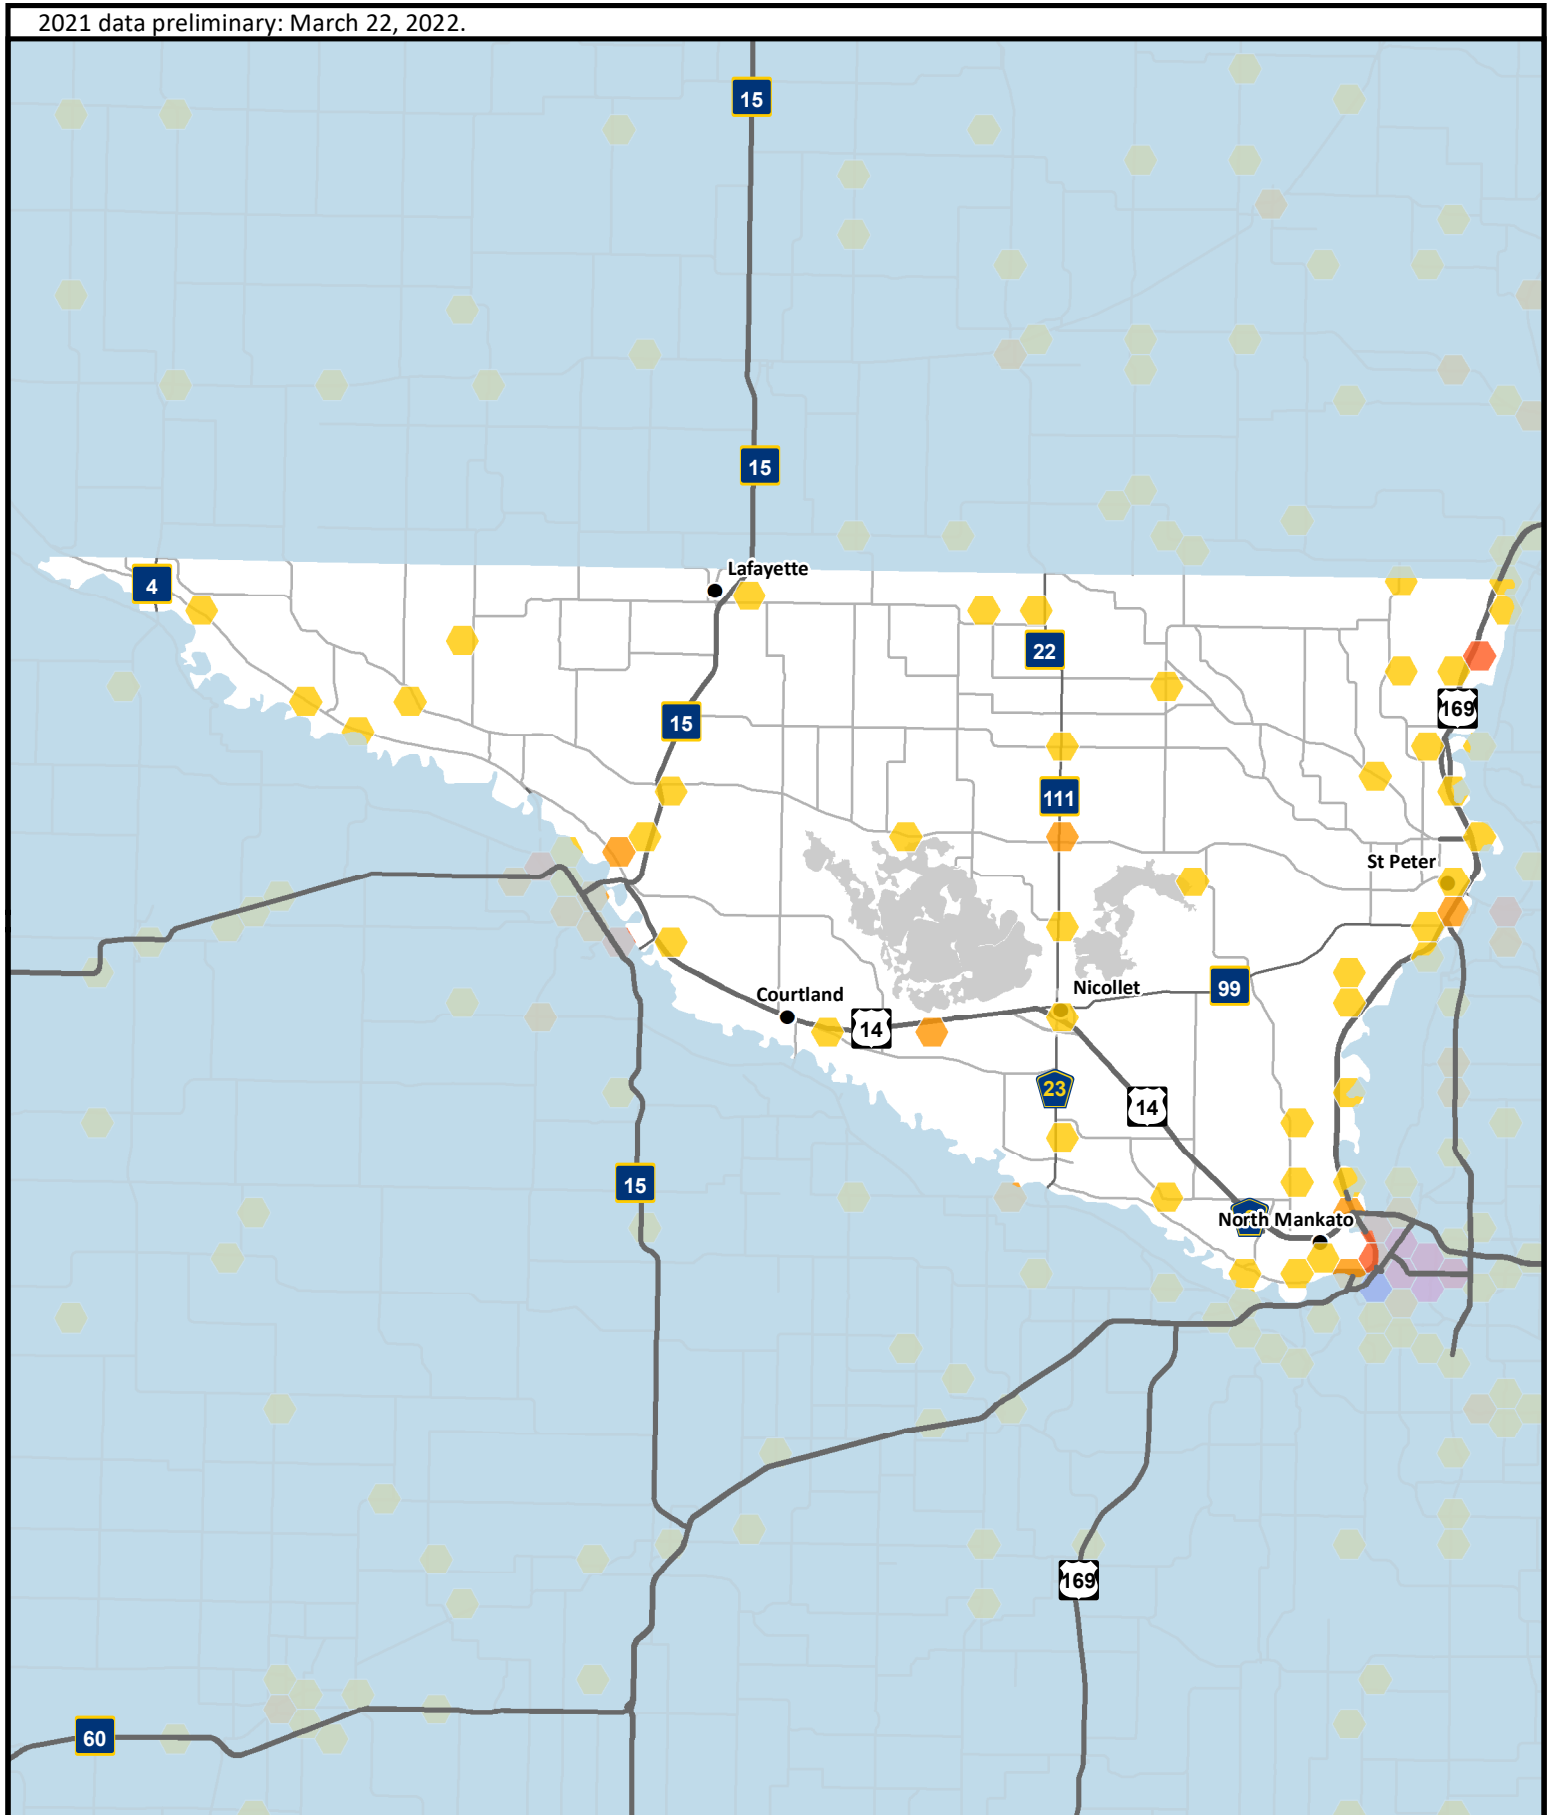 2021 data preliminary: March 22, 2022.
15
15
Lafayette
4
22
169
15
111
St Peter
Nicollet
99
Courtland
14
23
14
15
North Mankato
169
60